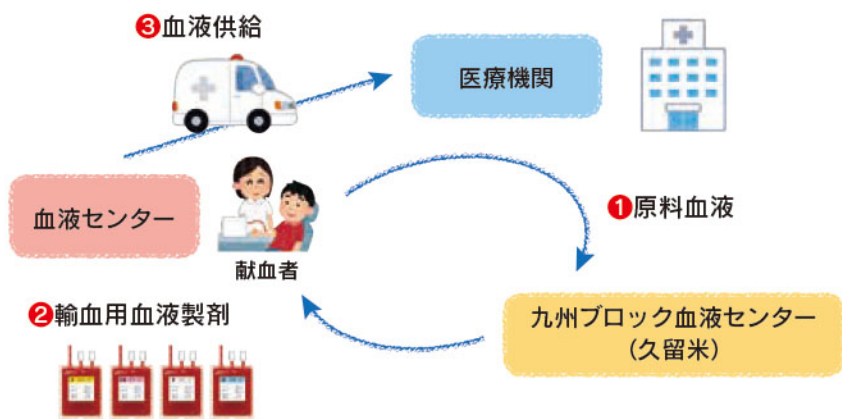 ❸血液供給
医療機関
血液センター
献血者
❶原料血液
❷輸血用血液製剤
九州ブロック血液センター
（久留米）